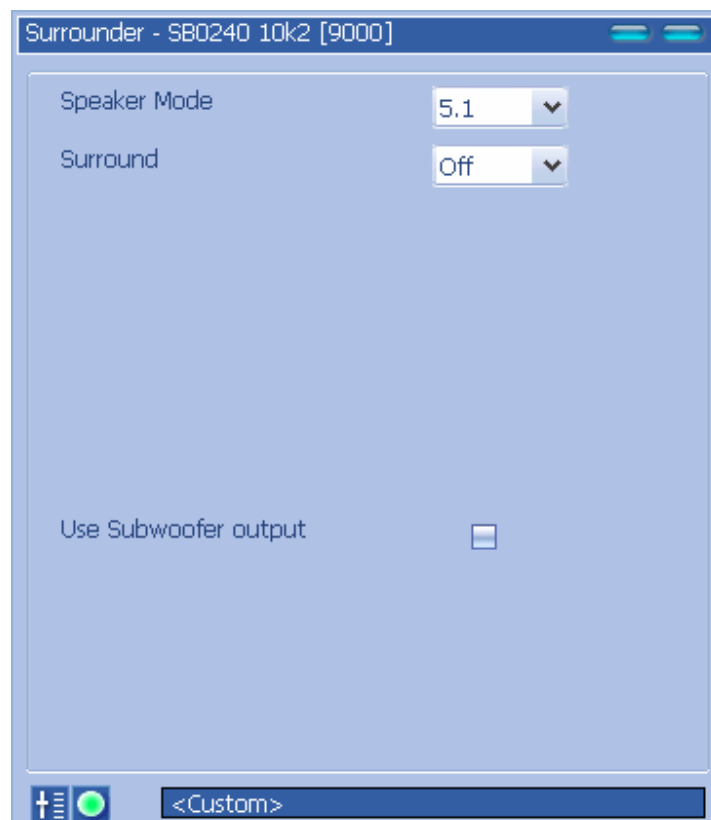 Surrounder - SB0240 10k2 [9000]
Speaker Mode 5.1
Surround Off
Use Subwoofer output
<Custom>